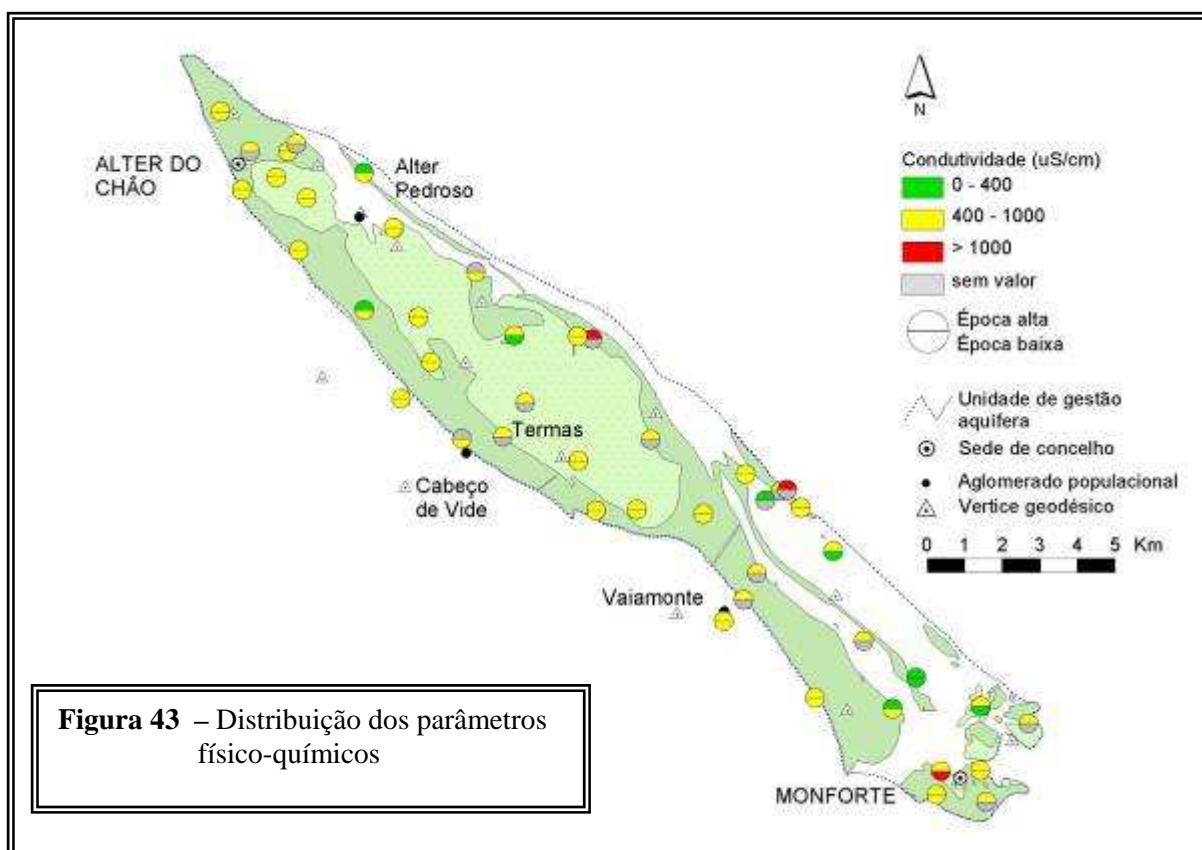 ALTER DO
CHÃO
Alter
Pedroso
Termas
Cabeço
de Vide
Vaiamonte
MONFORTE
N
Condutividade (uS/cm)
0 - 400
400 - 1000
> 1000
sem valor
Época alta
Época baixa
Unidade de gestão
aquifera
Sede de concelho
Aglomerado populacional
Vertice geodésico
0 1 2 3 4 5 Km
Figura 43 – Distribuição dos parâmetros
físico-químicos